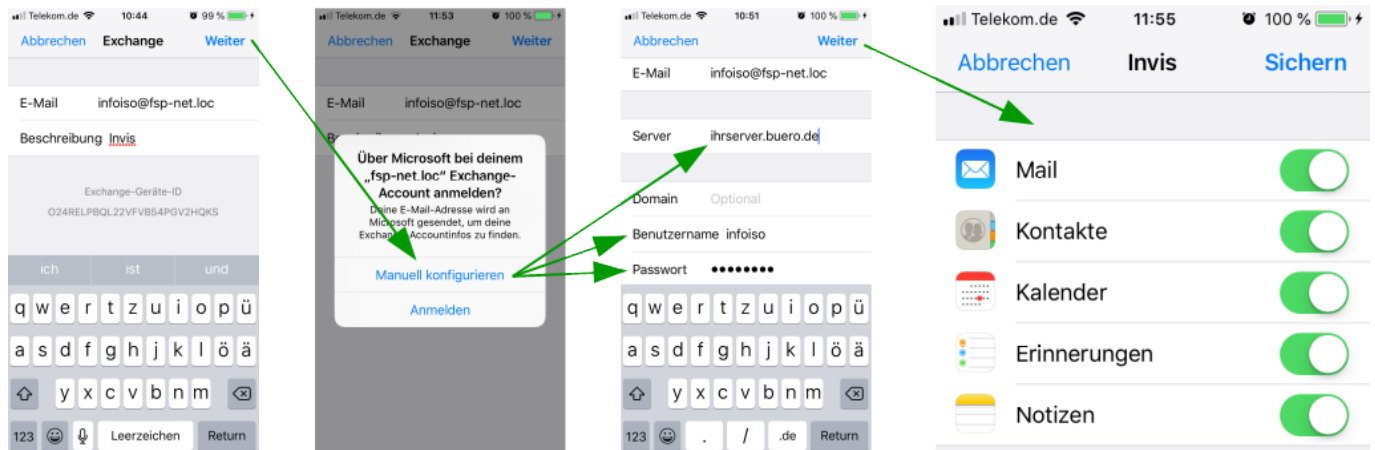 Telekom.de 10:44 99 %
Abbrechen Exchange Weiter
E-Mail infoiso@fsp-net.loc
Beschreibung Invis
Exchange-Geräte-ID
O24RELPBQL22VFVB54PGV2HQKS
ich ist und
q w e r t z u i o p ü
a s d f g h j k l ö ä
y x c v b n m
123 Leerzeichen Return
Telekom.de 11:53 100 %
Abbrechen Exchange Weiter
E-Mail infoiso@fsp-net.loc
Über Microsoft bei deinem
„fsp-net.loc“ Exchange-
Account anmelden?
Deine E-Mail-Adresse wird an
Microsoft gesendet, um deine
Exchange-Accountinfos zu finden.
Manuell konfigurieren
Anmelden
Telekom.de 10:51 100 %
Abbrechen Weiter
E-Mail infoiso@fsp-net.loc
Server ihrserver.buero.de
Domain Optional
Benutzername infoiso
Passwort ••••••••
q w e r t z u i o p ü
a s d f g h j k l ö ä
y x c v b n m
123 . / .de Return
Telekom.de 11:55 100 %
Abbrechen Invis Sichern
Mail
Kontakte
Kalender
Erinnerungen
Notizen